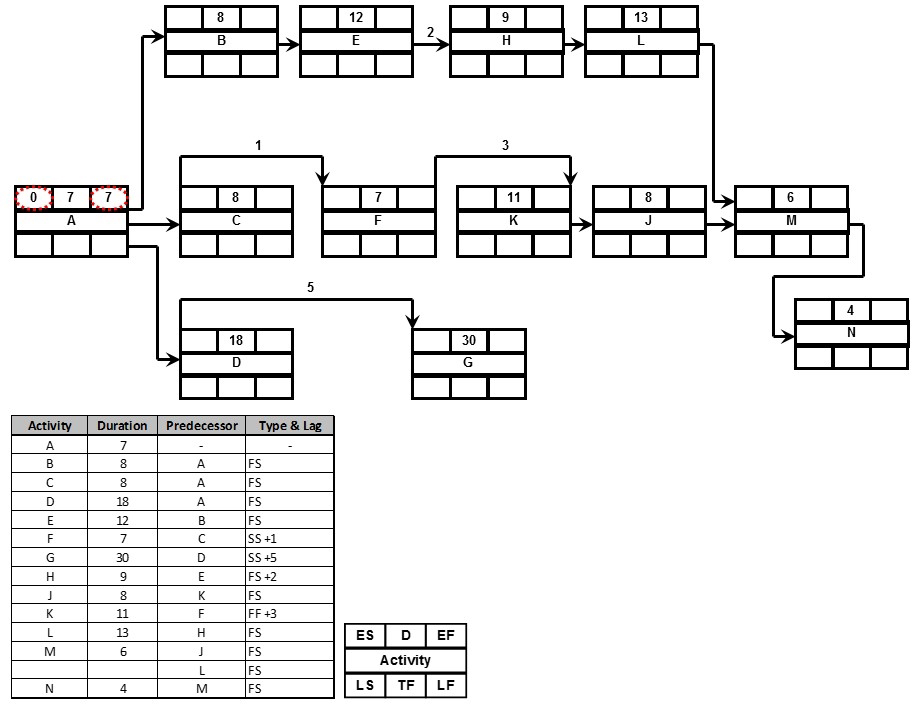 8
B
12
E
2
9
H
13
L
1
3
0 7 7
A
8
C
7
F
11
K
8
J
6
M
5
4
N
18
D
30
G
Activity Duration Predecessor Type & Lag
A 7 - -
B 8 A FS
C 8 A FS
D 18 A FS
E 12 B FS
F 7 C SS +1
G 30 D SS +5
H 9 E FS +2
J 8 K FS
K 11 F FF +3
L 13 H FS
M 6 J FS
L FS
N 4 M FS
ES D EF
Activity
LS TF LF